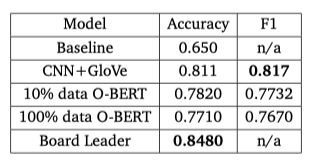 Model Accuracy F1
Baseline 0.650 n/a
CNN+GloVe 0.811 0.817
10% data O-BERT 0.7820 0.7732
100% data O-BERT 0.7710 0.7670
Board Leader 0.8480 n/a